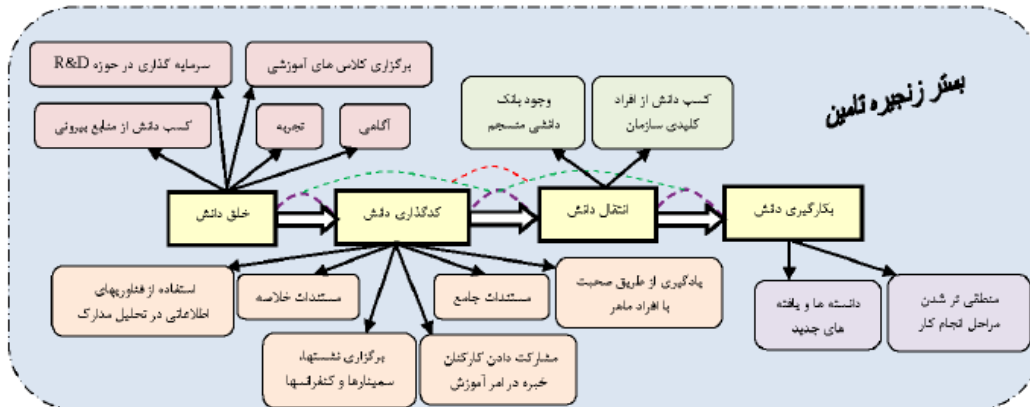 بستر زنجیره تامین
سرمایه گذاری در حوزه R&D
برگزاری کلاس های آموزشی
کسب دانش از منابع بیرونی
تجربه
آگاهی
وجود بانک
دانشی منسجم
کسب دانش از افراد
کلیدی سازمان
خلق دانش
کدگذاری دانش
انتقال دانش
بکارگیری دانش
استفاده از فناوریهای
اطلاعاتی در تحلیل مدارک
مستندات خلاصه
مستندات جامع
یادگیری از طریق صحبت
با افراد ماهر
برگزاری نشستها،
سمینارها و کنفرانسها
مشارکت دادن کارکنان
خبره در امر آموزش
دانسته ها و یافته
های جدید
منطقی تر شدن
مراحل انجام کار